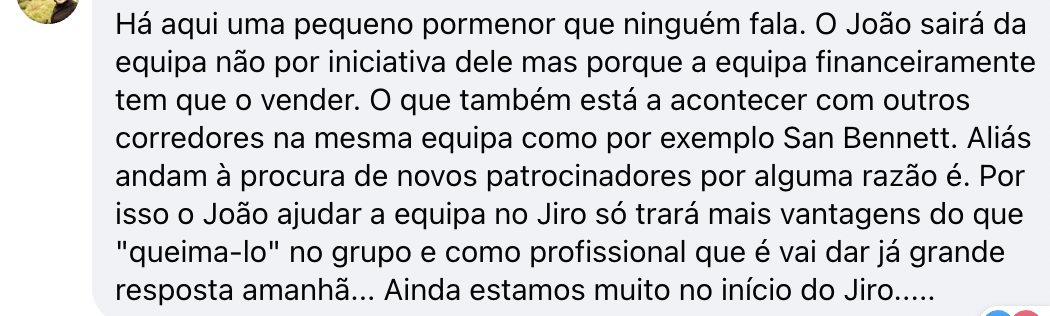 Há aqui uma pequeno pormenor que ninguém fala. O João sairá da
equipa não por iniciativa dele mas porque a equipa financeiramente
tem que o vender. O que também está a acontecer com outros
corredores na mesma equipa como por exemplo San Bennett. Aliás
andam à procura de novos patrocinadores por alguma razão é. Por
isso o João ajudar a equipa no Jiro só trará mais vantagens do que
"queima-lo" no grupo e como profissional que é vai dar já grande
resposta amanhã... Ainda estamos muito no início do Jiro.....